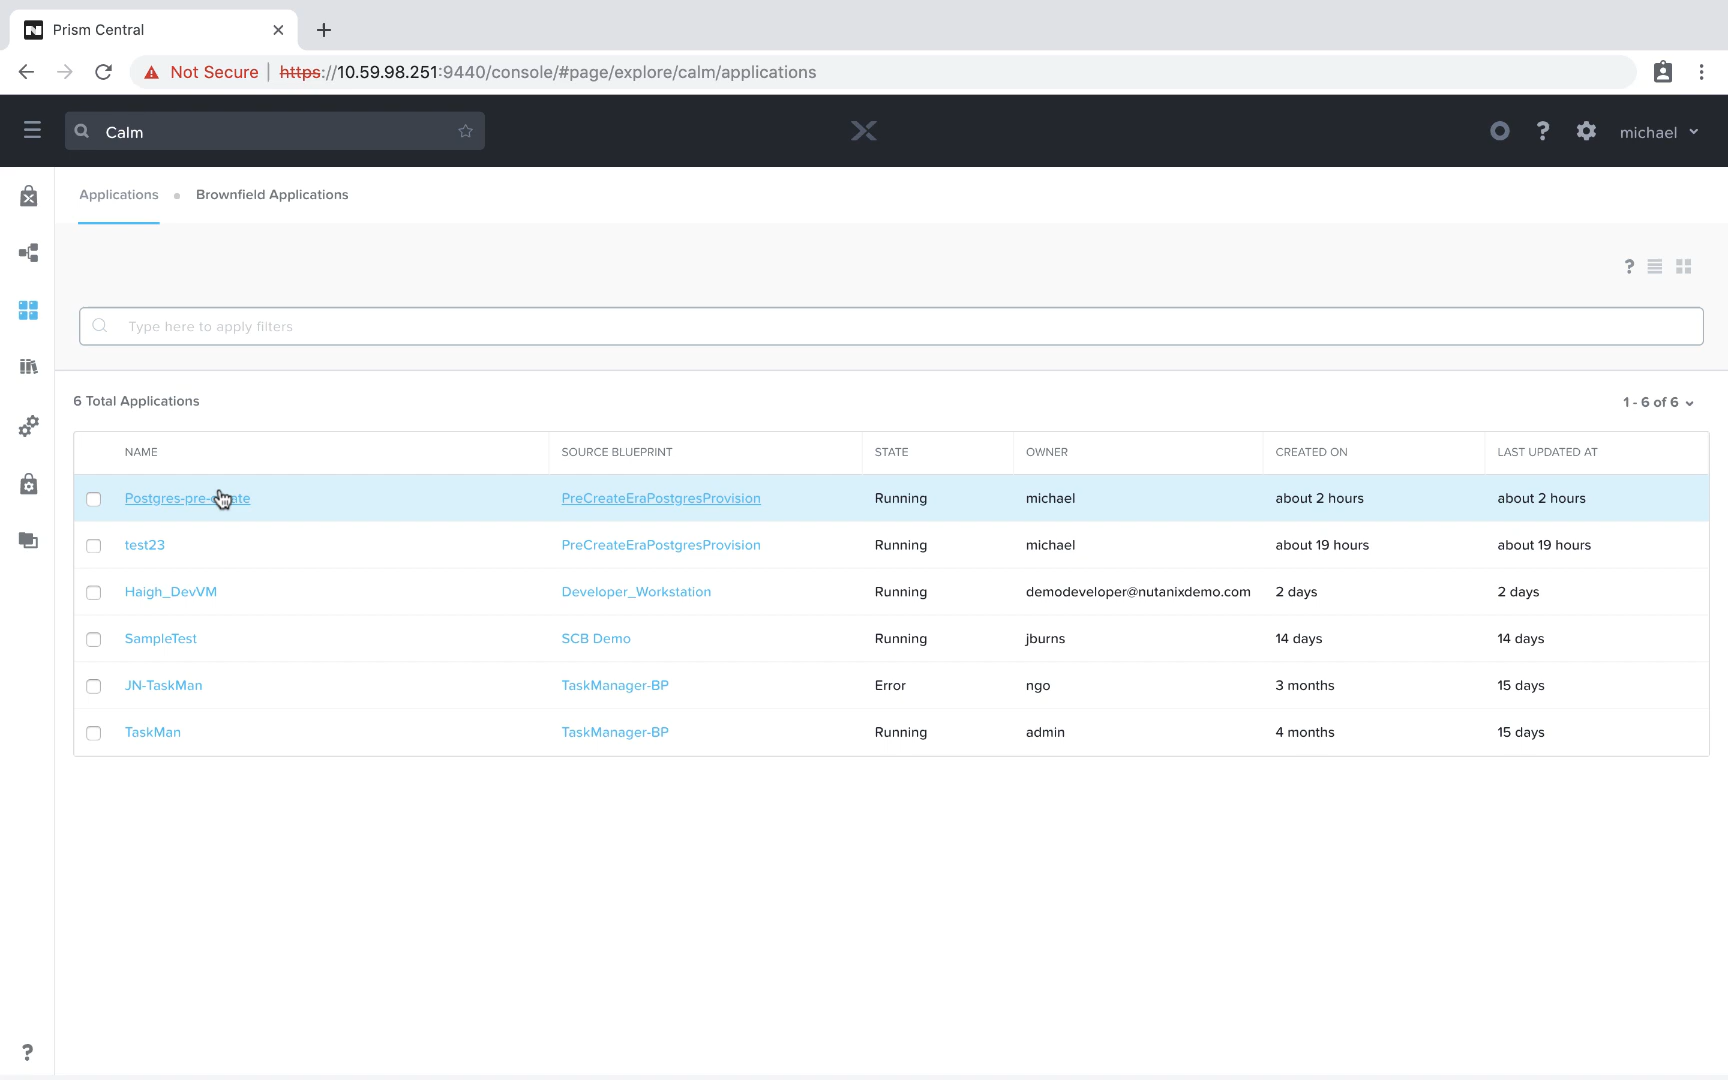 Prism Central
Not Secure | https://10.59.98.251:9440/console/#page/explore/calm/applications
Calm
? michael
Applications Brownfield Applications
?
Type here to apply filters
6 Total Applications 1 - 6 of 6
NAME SOURCE BLUEPRINT STATE OWNER CREATED ON LAST UPDATED AT
Postgres-pre-create PreCreateEraPostgresProvision Running michael about 2 hours about 2 hours
test23 PreCreateEraPostgresProvision Running michael about 19 hours about 19 hours
Haigh_DevVM Developer_Workstation Running demodeveloper@nutanixdemo.com 2 days 2 days
SampleTest SCB Demo Running jburns 14 days 14 days
JN-TaskMan TaskManager-BP Error ngo 3 months 15 days
TaskMan TaskManager-BP Running admin 4 months 15 days
?